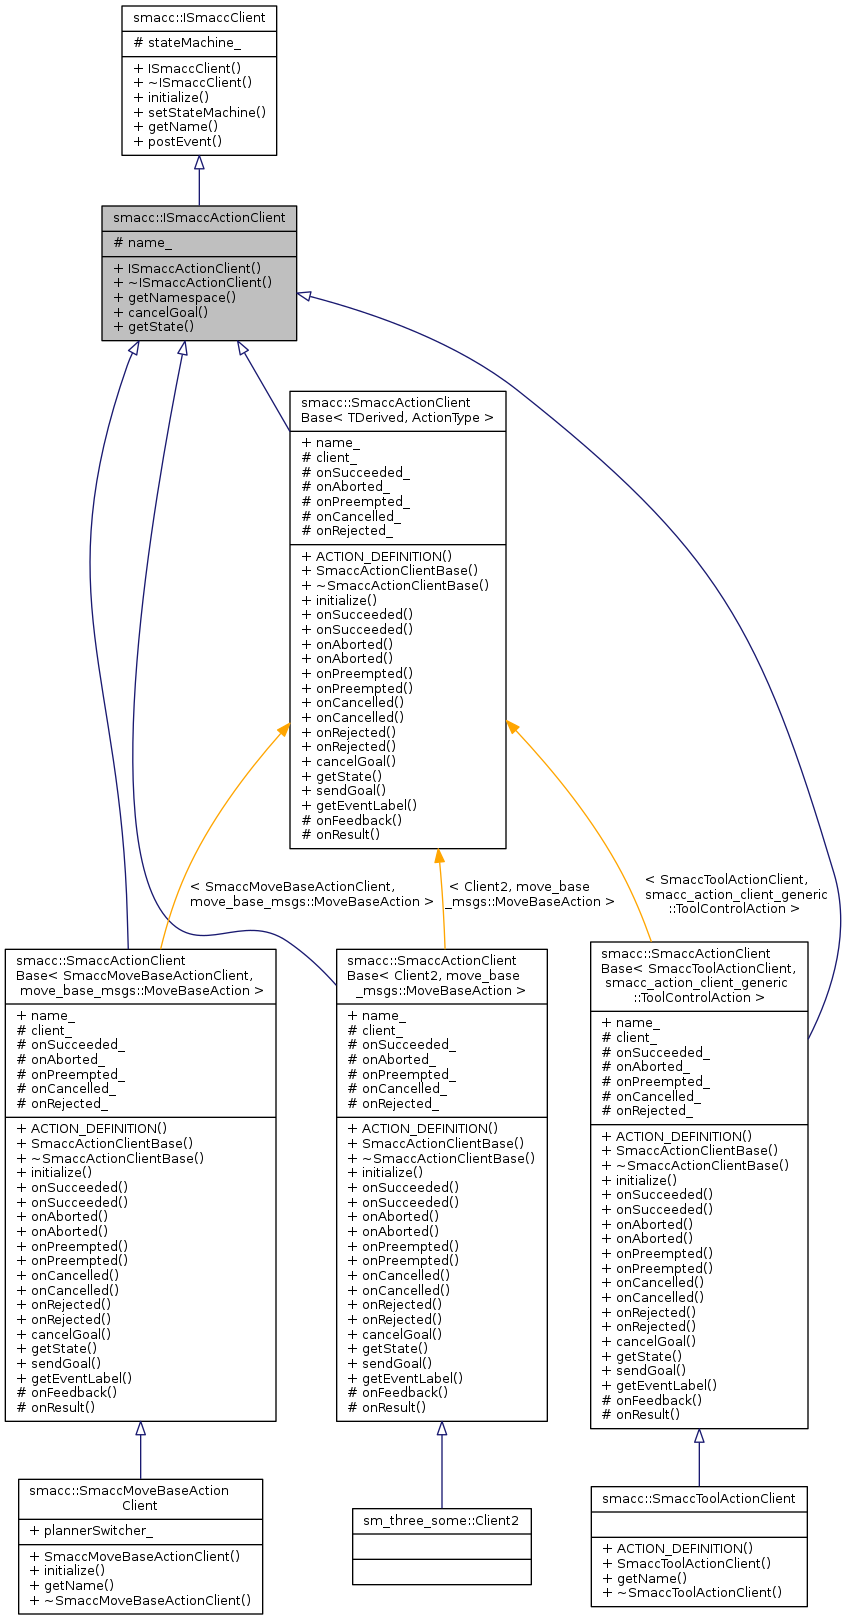 smacc::ISmaccClient
# stateMachine_
+ ISmaccClient()
+ ~ISmaccClient()
+ initialize()
+ setStateMachine()
+ getName()
+ postEvent()
smacc::ISmaccActionClient
# name_
+ ISmaccActionClient()
+ ~ISmaccActionClient()
+ getNamespace()
+ cancelGoal()
+ getState()
smacc::SmaccActionClient
Base< TDerived, ActionType >
+ name_
# client_
# onSucceeded_
# onAborted_
# onPreempted_
# onCancelled_
# onRejected_
+ ACTION_DEFINITION()
+ SmaccActionClientBase()
+ ~SmaccActionClientBase()
+ initialize()
+ onSucceeded()
+ onSucceeded()
+ onAborted()
+ onAborted()
+ onPreempted()
+ onPreempted()
+ onCancelled()
+ onCancelled()
+ onRejected()
+ onRejected()
+ cancelGoal()
+ getState()
+ sendGoal()
+ getEventLabel()
# onFeedback()
# onResult()
< SmaccMoveBaseActionClient,
move_base_msgs::MoveBaseAction >
< Client2, move_base
_msgs::MoveBaseAction >
< SmaccToolActionClient,
smacc_action_client_generic
::ToolControlAction >
smacc::SmaccActionClient
Base< SmaccMoveBaseActionClient,
move_base_msgs::MoveBaseAction >
+ name_
# client_
# onSucceeded_
# onAborted_
# onPreempted_
# onCancelled_
# onRejected_
+ ACTION_DEFINITION()
+ SmaccActionClientBase()
+ ~SmaccActionClientBase()
+ initialize()
+ onSucceeded()
+ onSucceeded()
+ onAborted()
+ onAborted()
+ onPreempted()
+ onPreempted()
+ onCancelled()
+ onCancelled()
+ onRejected()
+ onRejected()
+ cancelGoal()
+ getState()
+ sendGoal()
+ getEventLabel()
# onFeedback()
# onResult()
smacc::SmaccActionClient
Base< Client2, move_base
_msgs::MoveBaseAction >
+ name_
# client_
# onSucceeded_
# onAborted_
# onPreempted_
# onCancelled_
# onRejected_
+ ACTION_DEFINITION()
+ SmaccActionClientBase()
+ ~SmaccActionClientBase()
+ initialize()
+ onSucceeded()
+ onSucceeded()
+ onAborted()
+ onAborted()
+ onPreempted()
+ onPreempted()
+ onCancelled()
+ onCancelled()
+ onRejected()
+ onRejected()
+ cancelGoal()
+ getState()
+ sendGoal()
+ getEventLabel()
# onFeedback()
# onResult()
smacc::SmaccActionClient
Base< SmaccToolActionClient,
smacc_action_client_generic
::ToolControlAction >
+ name_
# client_
# onSucceeded_
# onAborted_
# onPreempted_
# onCancelled_
# onRejected_
+ ACTION_DEFINITION()
+ SmaccActionClientBase()
+ ~SmaccActionClientBase()
+ initialize()
+ onSucceeded()
+ onSucceeded()
+ onAborted()
+ onAborted()
+ onPreempted()
+ onPreempted()
+ onCancelled()
+ onCancelled()
+ onRejected()
+ onRejected()
+ cancelGoal()
+ getState()
+ sendGoal()
+ getEventLabel()
# onFeedback()
# onResult()
smacc::SmaccMoveBaseAction
Client
+ plannerSwitcher_
+ SmaccMoveBaseActionClient()
+ initialize()
+ getName()
+ ~SmaccMoveBaseActionClient()
sm_three_some::Client2
smacc::SmaccToolActionClient
+ ACTION_DEFINITION()
+ SmaccToolActionClient()
+ getName()
+ ~SmaccToolActionClient()